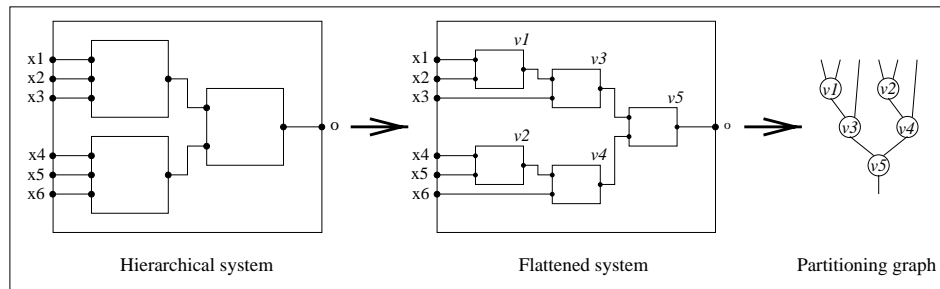 x1
x2
x3
x4
x5
x6
o
Hierarchical system
x1
x2
x3
x4
x5
x6
v1
v3
v5
v2
v4
o
Flattened system
v1
v2
v3
v4
v5
Partitioning graph